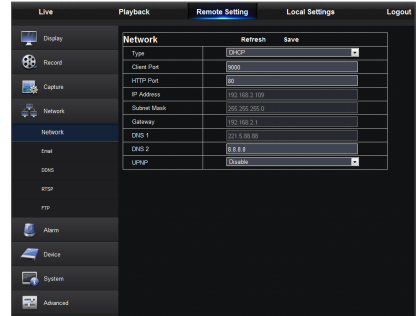 Live Playback Remote Setting Local Settings Logout
Display
Record
Capture
Network
Network
Email
DDNS
RTSP
FTP
Alarm
Device
System
Advanced
Network Refresh Save
Type DHCP
Client Port 9000
HTTP Port 80
IP Address 192.168.2.109
Subnet Mask 255.255.255.0
Gateway 192.168.2.1
DNS 1 221.5.88.88
DNS 2 8.8.8.8
UPNP Disable